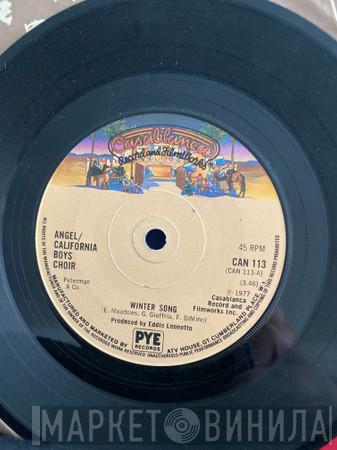 Casablanca
Record and FilmWorks
ANGEL/
CALIFORNIA
BOYS
CHOIR
45 RPM
CAN 113
(CAN 113-A)
Paterman
& Co.
(3.46)
℗ 1977
Casablanca
Record and
Filmworks Inc.
WINTER SONG
(E. Meadows, G. Giuffria, F. DiMino)
Produced by Eddie Leonetto
MANUFACTURED AND MARKETED BY
PYE
RECORDS
ATV HOUSE, GT CUMBERLAND PLACE, W.1
МАРКЕТ ВИНИЛА